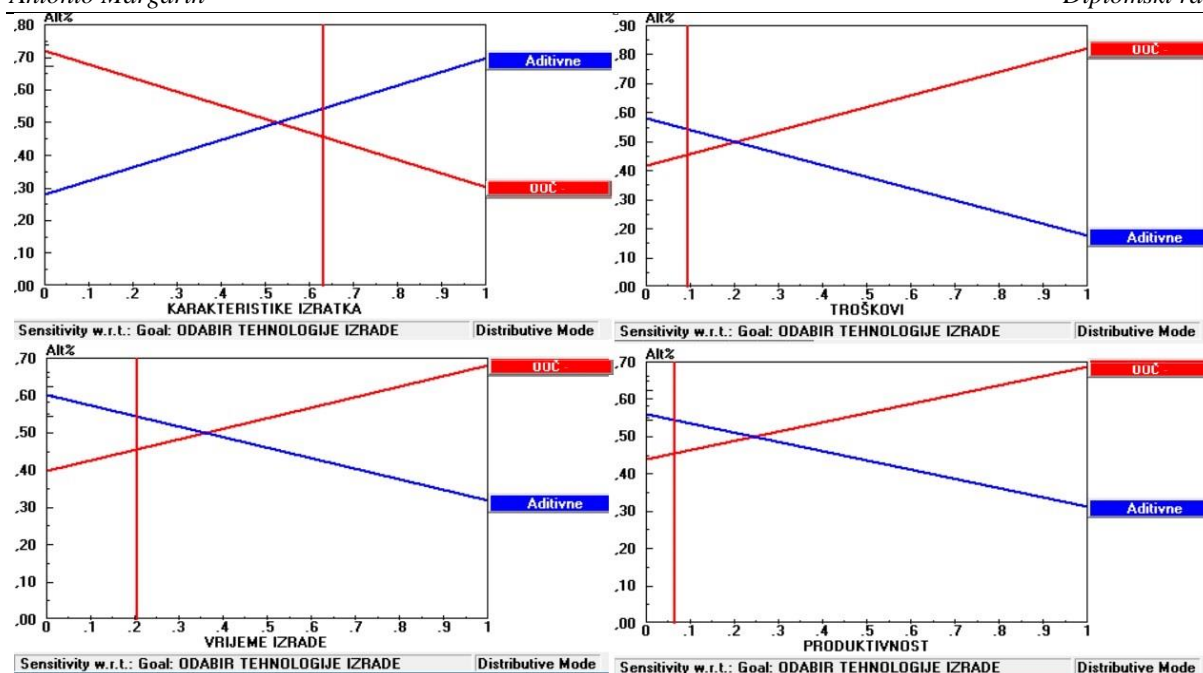 Antonio Margarin
Alt%
,80
,70
,60
,50
,40
,30
,20
,10
,00
0 .1 .2 .3 .4 .5 .6 .7 .8 .9 1
KARAKTERISTIKE IZRATKA
Aditivne
UUČ -
Sensitivity w.r.t.: Goal: ODABIR TEHNOLOGIJE IZRADE
Distributive Mode
Alt%
,90
,80
,70
,60
,50
,40
,30
,20
,10
,00
0 .1 .2 .3 .4 .5 .6 .7 .8 .9 1
TROŠKOVI
Aditivne
Sensitivity w.r.t.: Goal: ODABIR TEHNOLOGIJE IZRADE
Distributive Mode
Alt%
,70
,60
,50
,40
,30
,20
,10
,00
0 .1 .2 .3 .4 .5 .6 .7 .8 .9 1
VRIJEME IZRADE
Aditivne
Sensitivity w.r.t.: Goal: ODABIR TEHNOLOGIJE IZRADE
Distributive Mode
Alt%
,70
,60
,50
,40
,30
,20
,10
,00
0 .1 .2 .3 .4 .5 .6 .7 .8 .9 1
PRODUKTIVNOST
Aditivne
Sensitivity w.r.t.: Goal: ODABIR TEHNOLOGIJE IZRADE
Distributive Mode